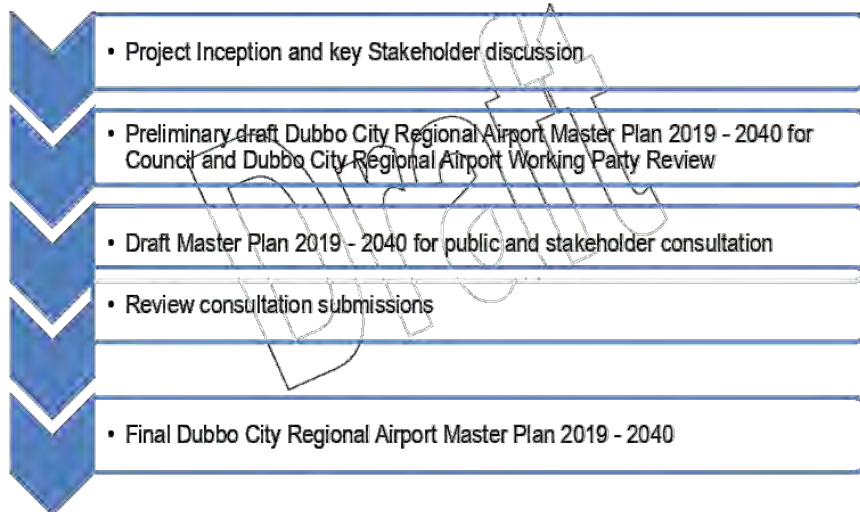 • Project Inception and key Stakeholder discussion
• Preliminary draft Dubbo City Regional Airport Master Plan 2019 - 2040 for
Council and Dubbo City Regional Airport Working Party Review
• Draft Master Plan 2019 - 2040 for public and stakeholder consultation
• Review consultation submissions
• Final Dubbo City Regional Airport Master Plan 2019 - 2040
Draft